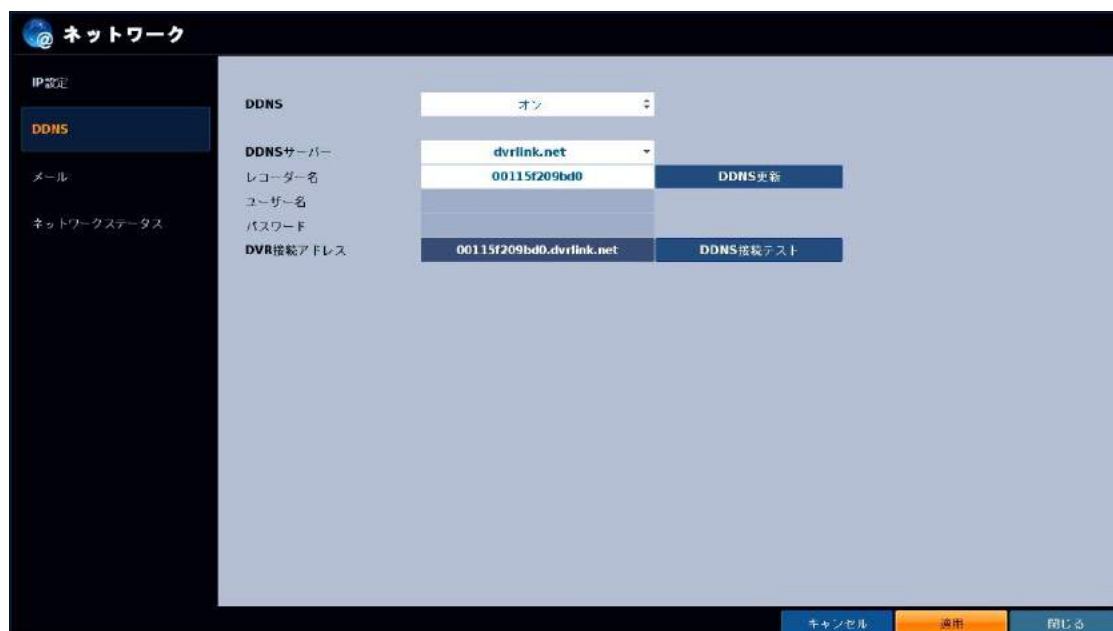 ネットワーク
IP設定
DDNS
メール
ネットワークステータス
DDNS オン
DDNSサーバー dvrlink.net
レコーダー名 00115f209bd0 DDNS更新
ユーザー名
パスワード
DVR接続アドレス 00115f209bd0.dvrlink.net DDNS接続テスト
キャンセル 適用 閉じる